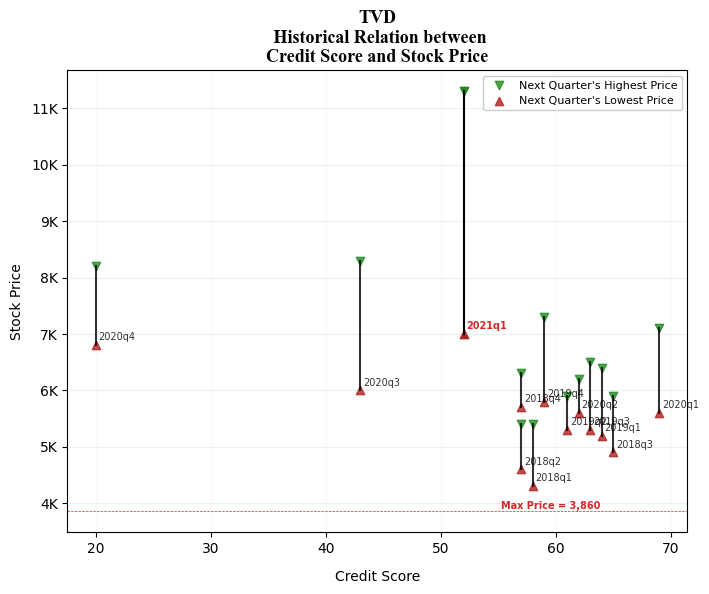 TVD
Historical Relation between
Credit Score and Stock Price
Next Quarter's Highest Price
Next Quarter's Lowest Price
11K
10K
9K
8K
7K
6K
5K
4K
Stock Price
2020q4
2020q3
2021q1
2018q4
2019q4
2020q2
2020q1
2019q2
2019q3
2019q1
2018q3
2018q2
2018q1
Max Price = 3,860
20
30
40
50
60
70
Credit Score